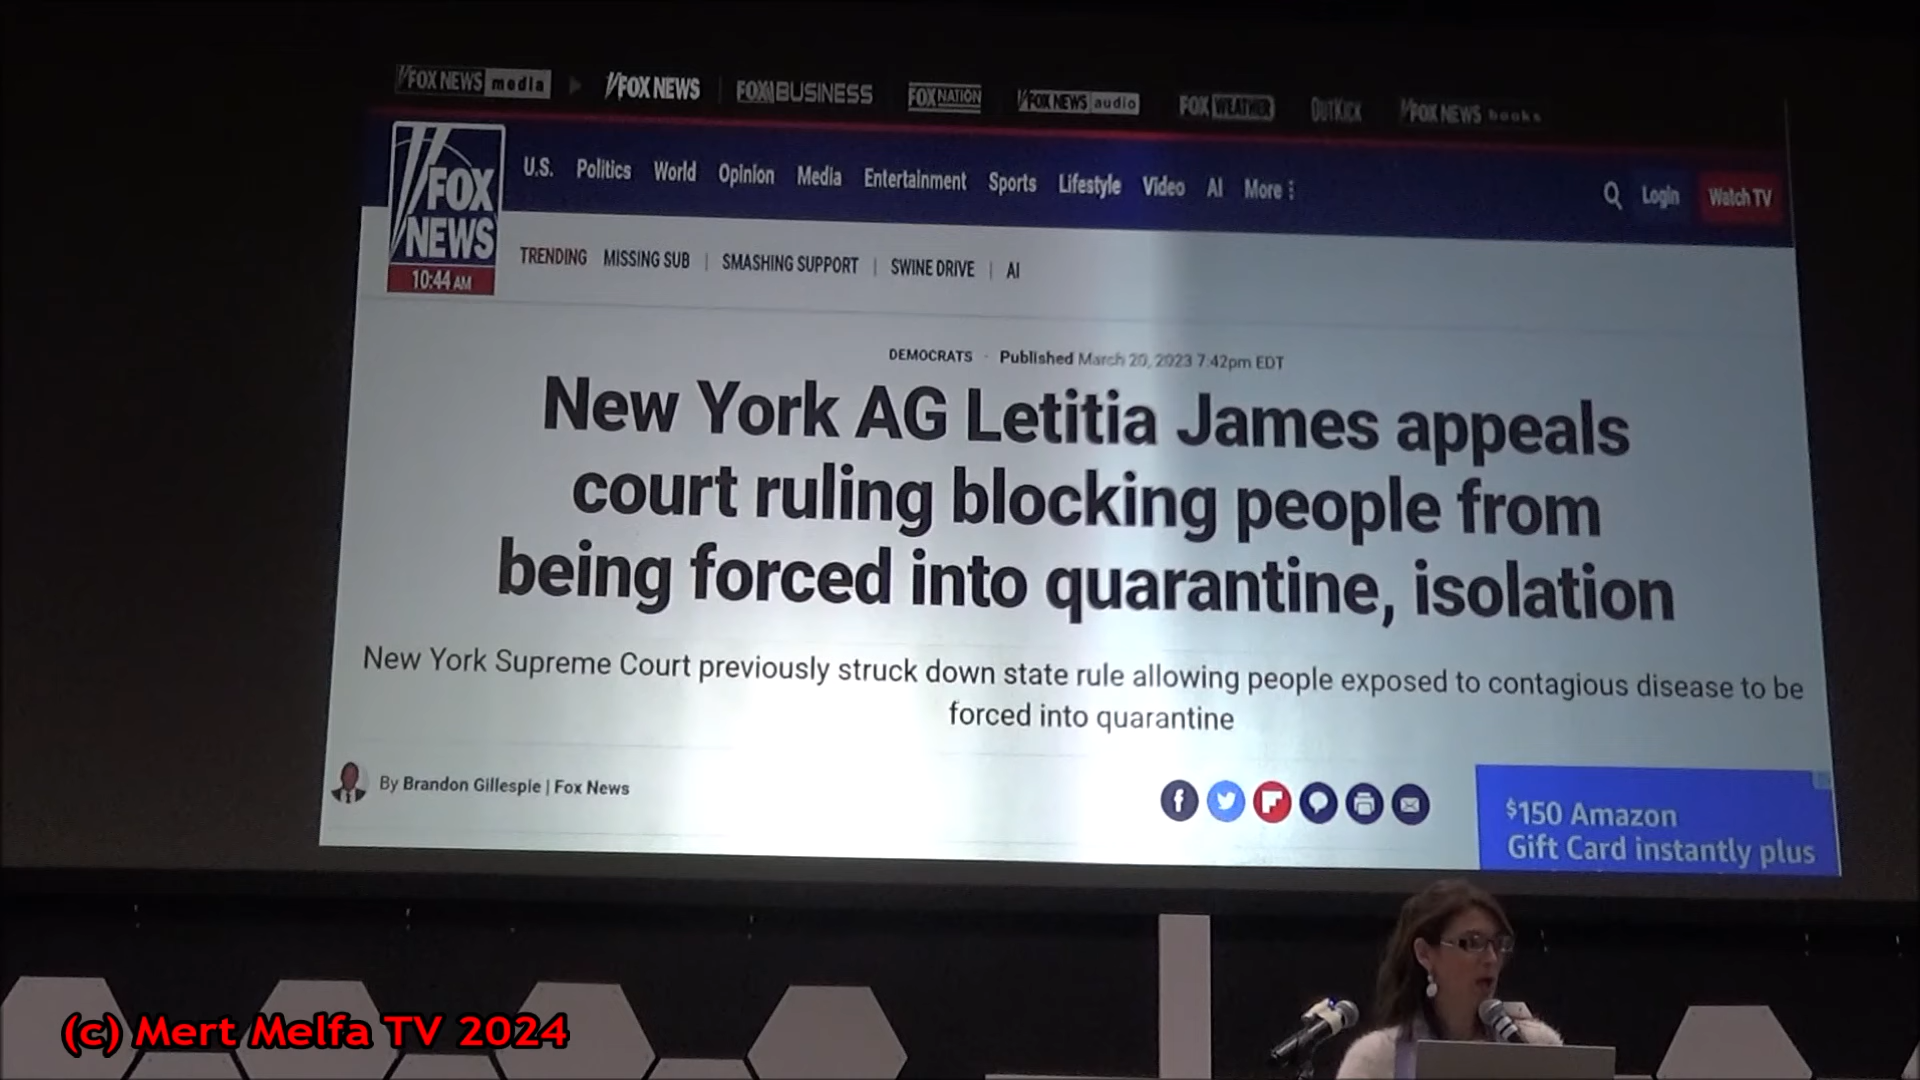 FOX NEWS media
FOX NEWS
FOX BUSINESS
FOX NATION
FOX NEWS audio
FOX WEATHER
OUTKICK
FOX NEWS books
FOX
NEWS
10:44 AM
U.S. Politics World Opinion Media Entertainment Sports Lifestyle Video AI More
Login
Watch TV
TRENDING MISSING SUB | SMASHING SUPPORT | SWINE DRIVE | AI
DEMOCRATS · Published March 20, 2023 7:42pm EDT
New York AG Letitia James appeals
court ruling blocking people from
being forced into quarantine, isolation
New York Supreme Court previously struck down state rule allowing people exposed to contagious disease to be
forced into quarantine
By Brandon Gillespie | Fox News
$150 Amazon
Gift Card instantly plus
(c) Mert Melfa TV 2024